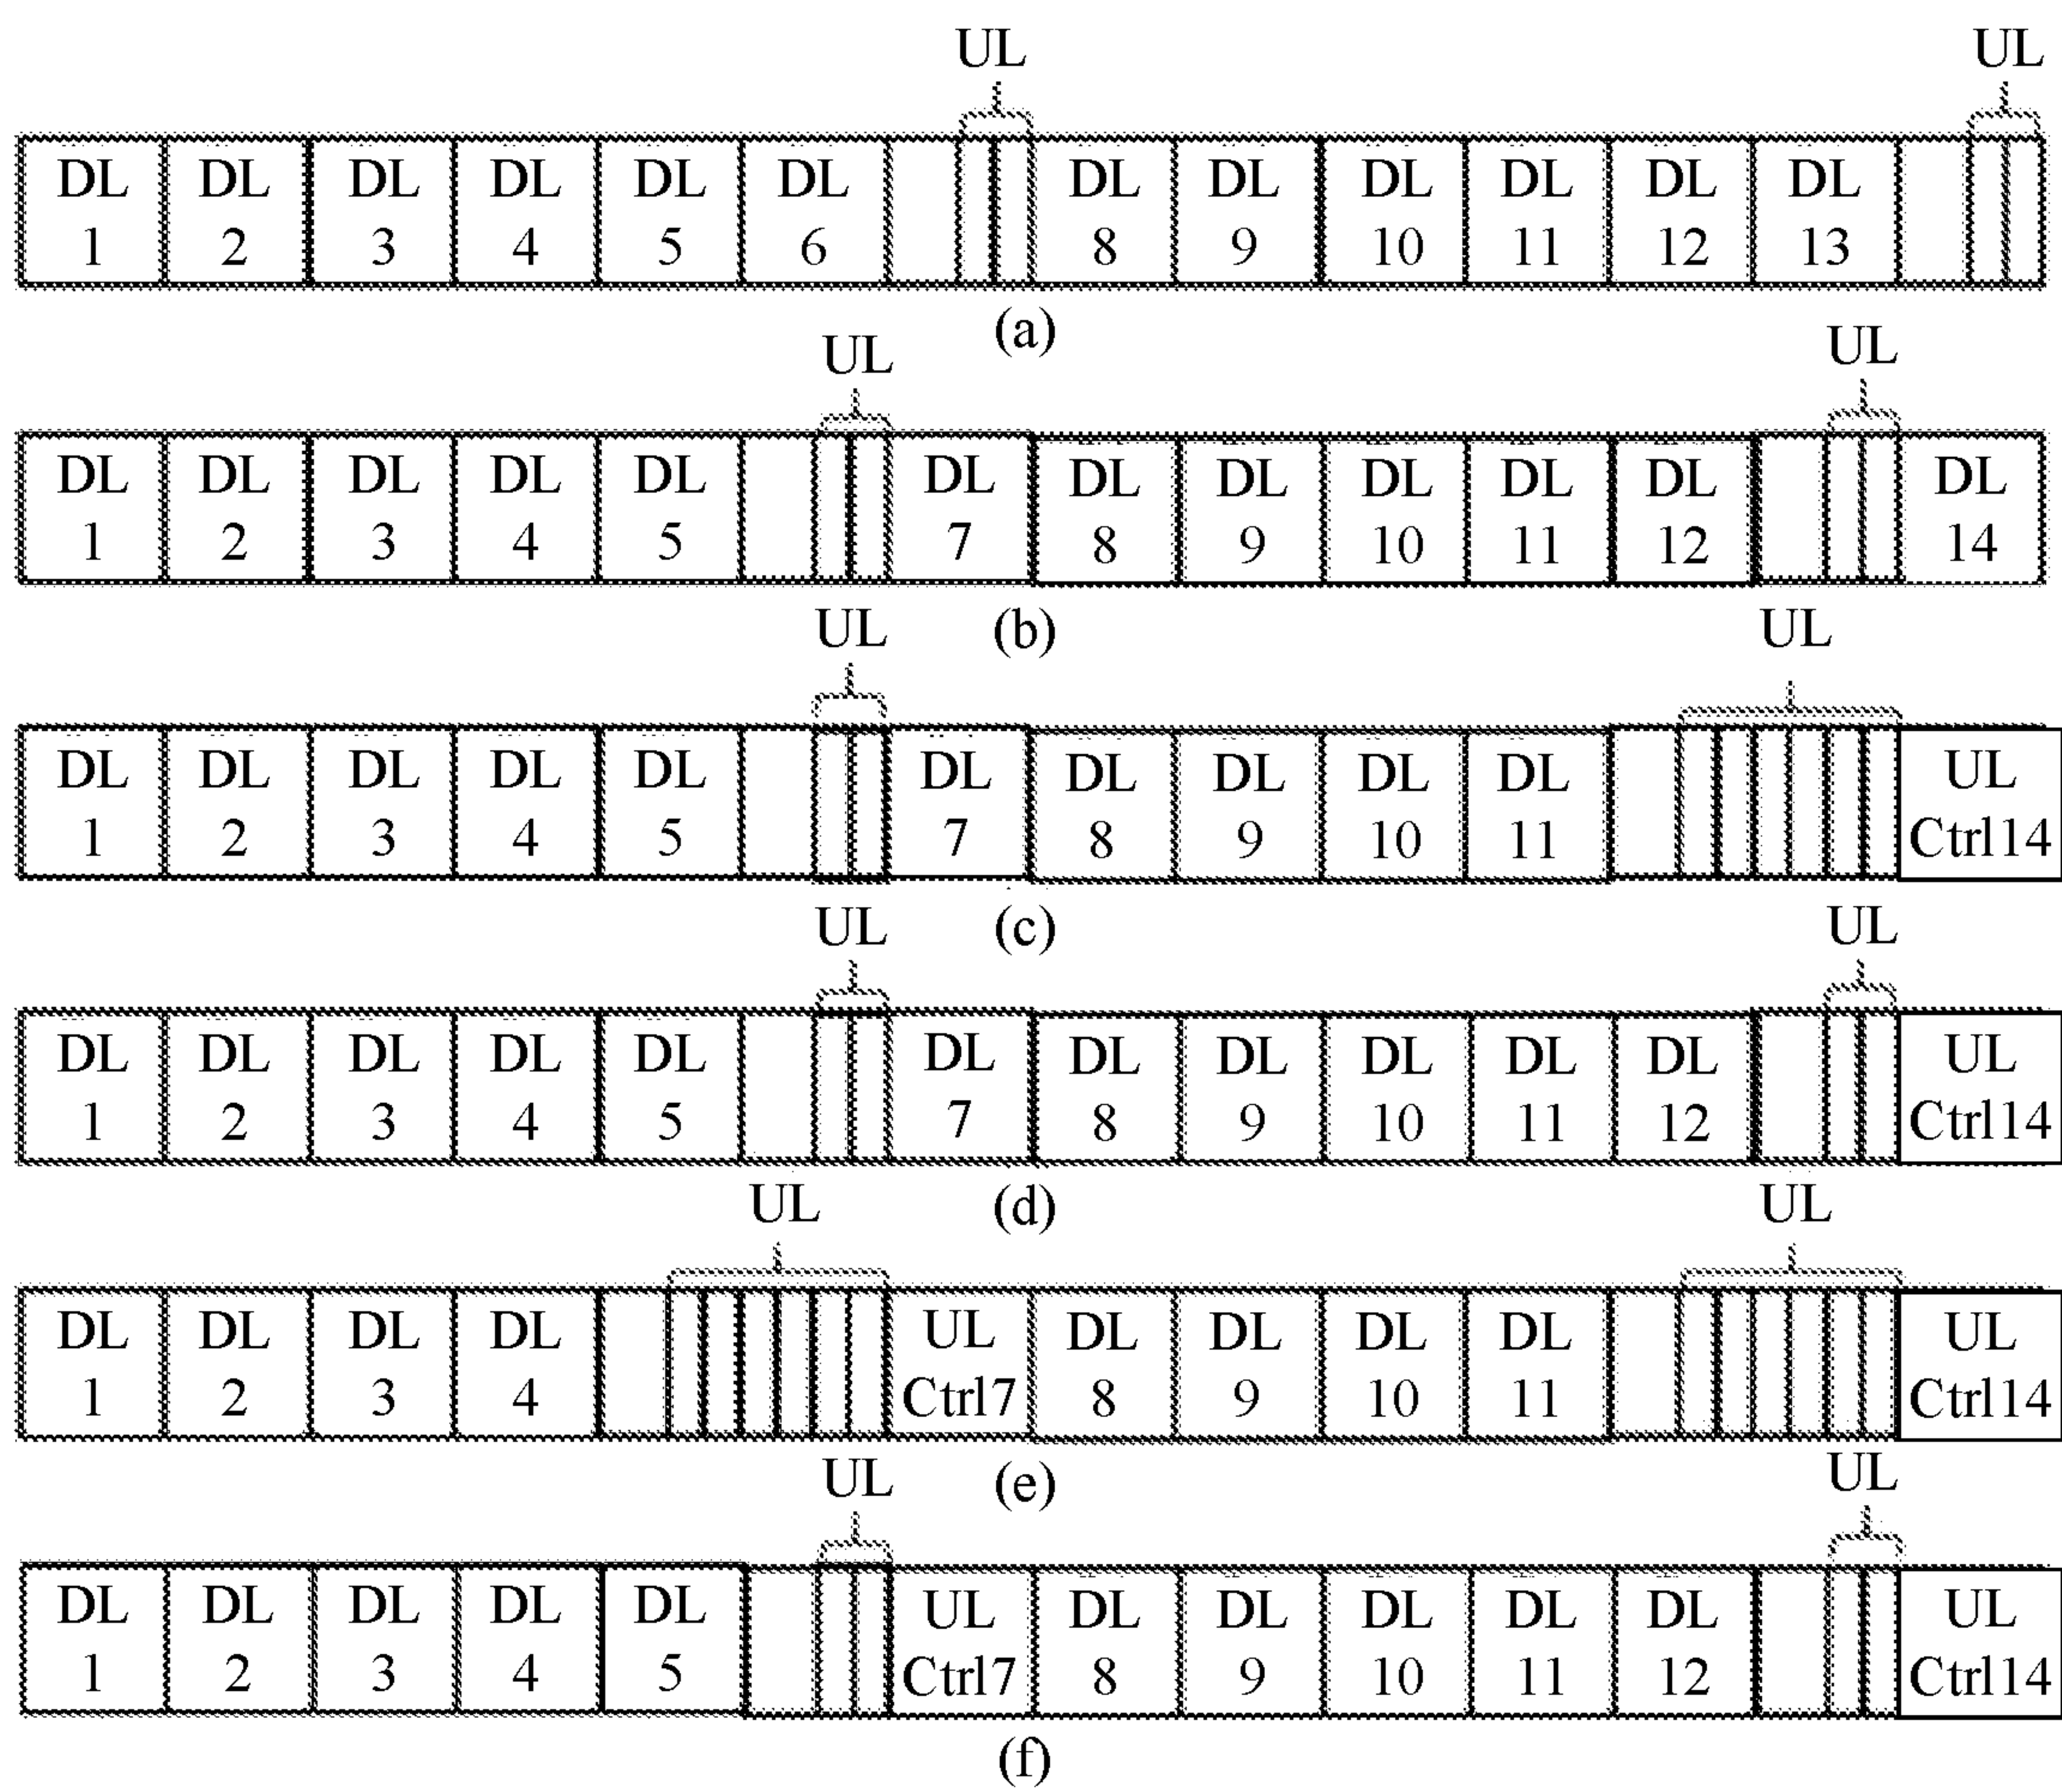 UL UL
DL DL DL DL DL DL DL DL DL DL DL DL
1 2 3 4 5 6 8 9 10 11 12 13
(a)
UL UL
DL DL DL DL DL DL DL DL DL DL DL DL
1 2 3 4 5 7 8 9 10 11 12 14
(b)
UL UL
DL DL DL DL DL DL DL DL DL DL UL
1 2 3 4 5 7 8 9 10 11 Ctrl14
(c)
UL UL
DL DL DL DL DL DL DL DL DL DL DL UL
1 2 3 4 5 7 8 9 10 11 12 Ctrl14
(d)
UL UL
DL DL DL DL UL DL DL DL DL UL
1 2 3 4 Ctrl7 8 9 10 11 Ctrl14
(e)
UL UL
DL DL DL DL DL UL DL DL DL DL DL UL
1 2 3 4 5 Ctrl7 8 9 10 11 12 Ctrl14
(f)